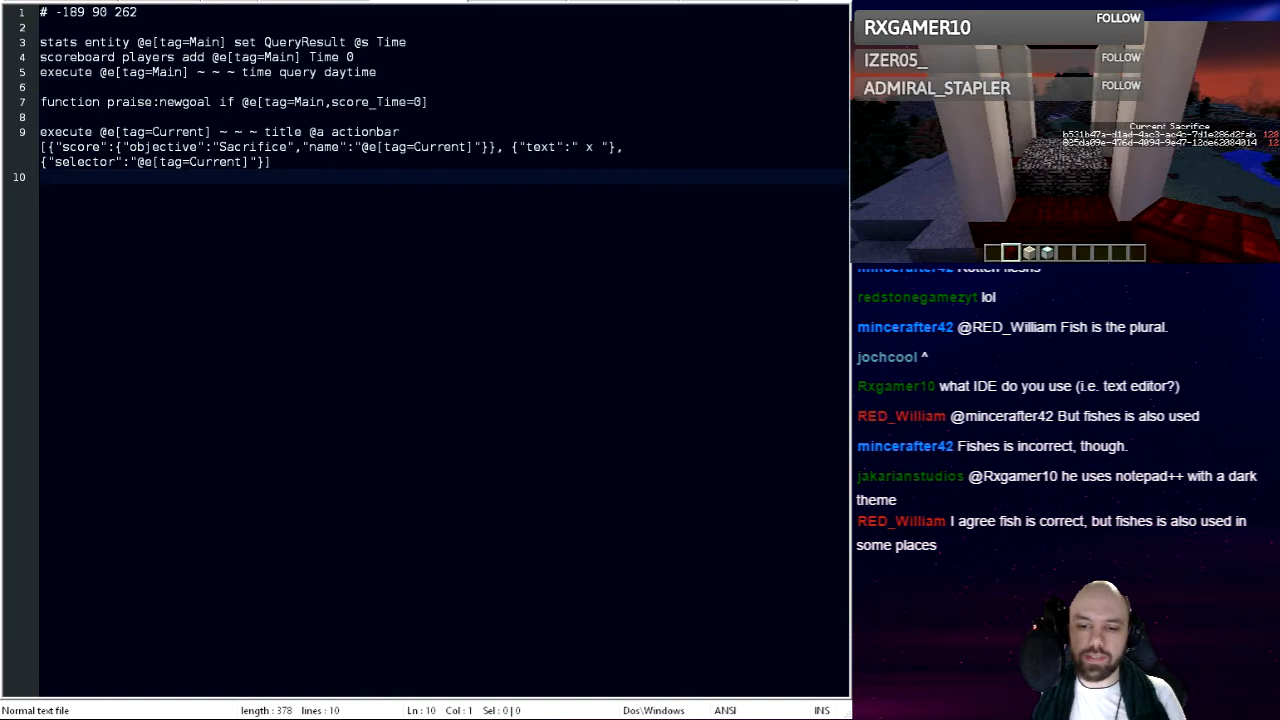 1 # -189 90 262
2
3 stats entity @e[tag=Main] set QueryResult @s Time
4 scoreboard players add @e[tag=Main] Time 0
5 execute @e[tag=Main] ~ ~ ~ time query daytime
6
7 function praise:newgoal if @e[tag=Main,score_Time=0]
8
9 execute @e[tag=Current] ~ ~ ~ title @a actionbar
[{"score":{"objective":"Sacrifice","name":"@e[tag=Current]"}}, {"text":" x "},
{"selector":"@e[tag=Current]"}]
10
Normal text file length : 378 lines : 10 Ln : 10 Col : 1 Sel : 0 | 0 Dos\Windows ANSI INS
RXGAMER10 FOLLOW
IZER05_ FOLLOW
ADMIRAL_STAPLER FOLLOW
Current Sacrifice
redstonegamezyt lol
mincerafter42 @RED_William Fish is the plural.
jochcool ^
Rxgamer10 what IDE do you use (i.e. text editor?)
RED_William @mincerafter42 But fishes is also used
mincerafter42 Fishes is incorrect, though.
jakarianstudios @Rxgamer10 he uses notepad++ with a dark
theme
RED_William I agree fish is correct, but fishes is also used in
some places